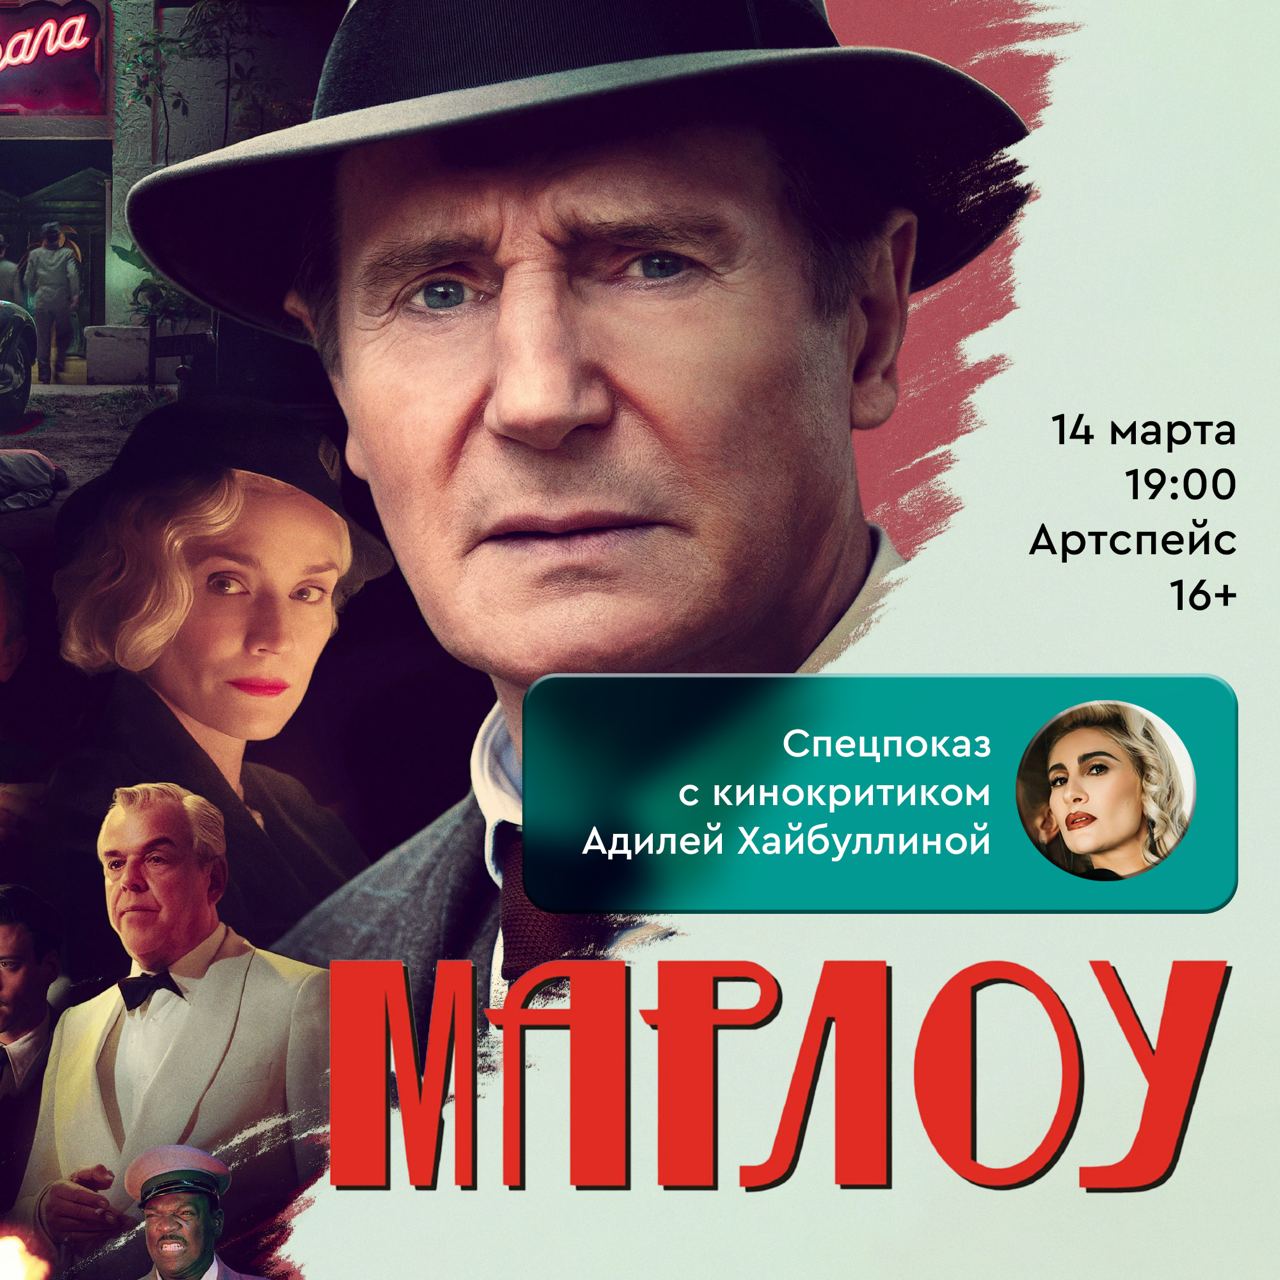 14 марта
19:00
Артспейс
16+
Спецпоказ
с кинокритиком
Адилей Хайбуллиной
МАРЛОУ